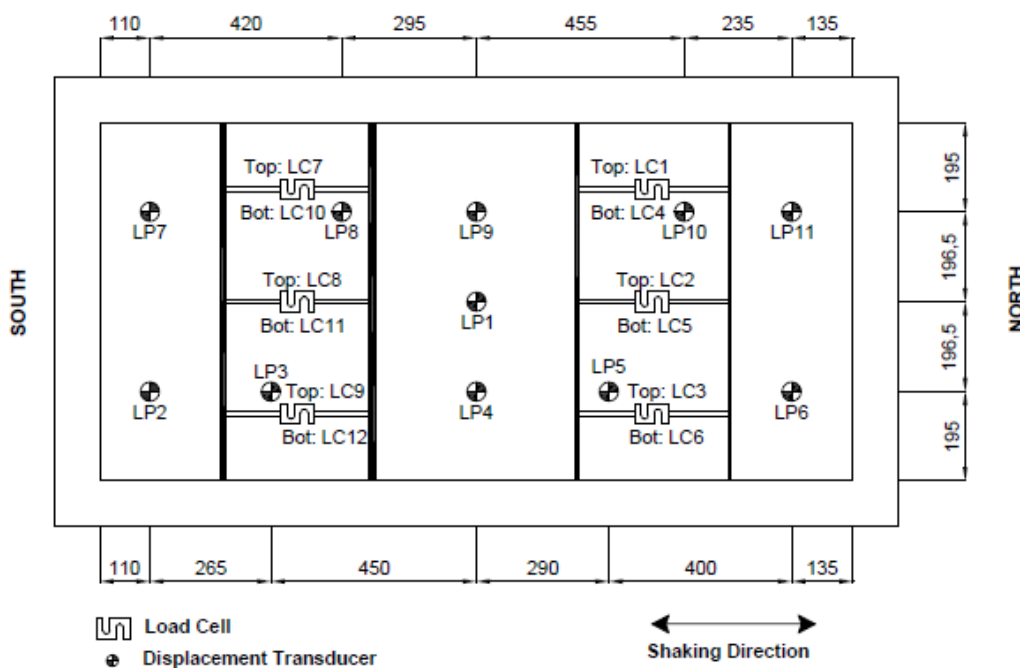 110 420 295 455 235 135
Top: LC7 Top: LC1
195
Bot: LC10 Bot: LC4
LP7 LP8 LP9 LP10 LP11
196,5
SOUTH
Top: LC8 Top: LC2
NORTH
LP1
Bot: LC11 Bot: LC5
196,5
LP3 LP5
Top: LC9 Top: LC3
LP2 LP4 LP6
Bot: LC12 Bot: LC6
195
110 265 450 290 400 135
Load Cell
Displacement Transducer
Shaking Direction